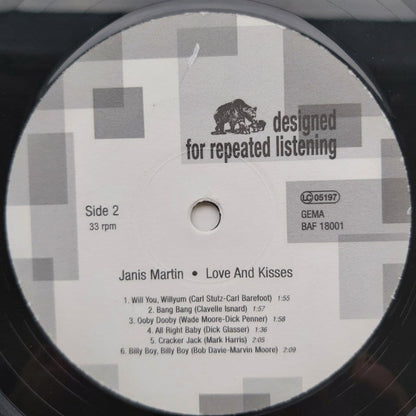 designed
for repeated listening
LC 05197
GEMA
BAF 18001
Side 2
33 rpm
Janis Martin • Love And Kisses
1. Will You, Willyum (Carl Stutz-Carl Barefoot) 1:55
2. Bang Bang (Clavelle Isnard) 1:57
3. Ooby Dooby (Wade Moore-Dick Penner) 1:58
4. All Right Baby (Dick Glasser) 1:36
5. Cracker Jack (Mark Harris) 2:05
6. Billy Boy, Billy Boy (Bob Davie-Marvin Moore) 2:09